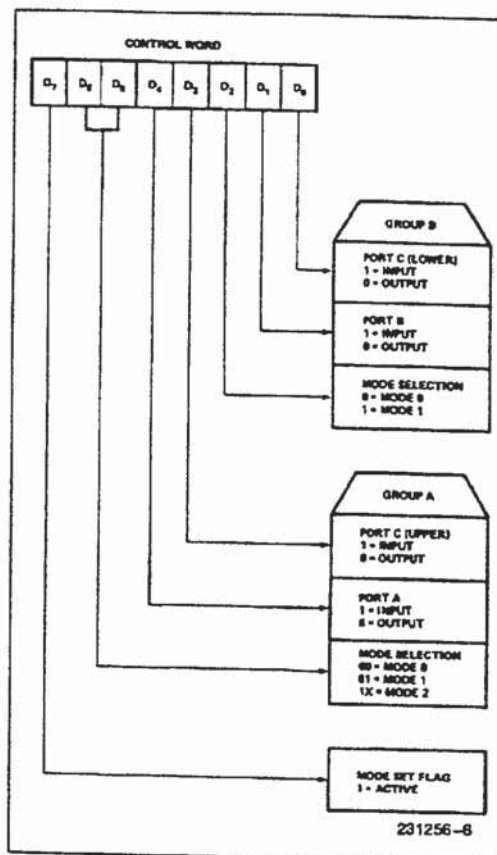 CONTROL WORD
D7 D6 D5 D4 D3 D2 D1 D0
GROUP B
PORT C (LOWER)
1 = INPUT
0 = OUTPUT
PORT B
1 = INPUT
0 = OUTPUT
MODE SELECTION
0 = MODE 0
1 = MODE 1
GROUP A
PORT C (UPPER)
1 = INPUT
0 = OUTPUT
PORT A
1 = INPUT
0 = OUTPUT
MODE SELECTION
00 = MODE 0
01 = MODE 1
1X = MODE 2
MODE SET FLAG
1 = ACTIVE
231256–6